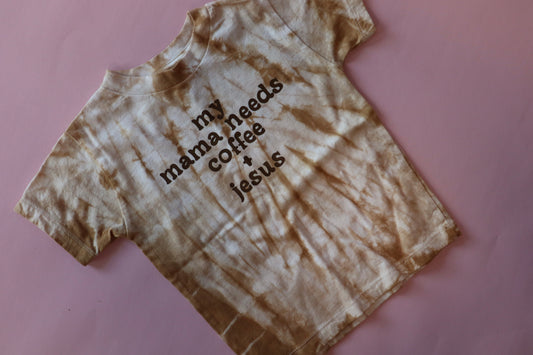 my
mama needs
coffee
+
jesus